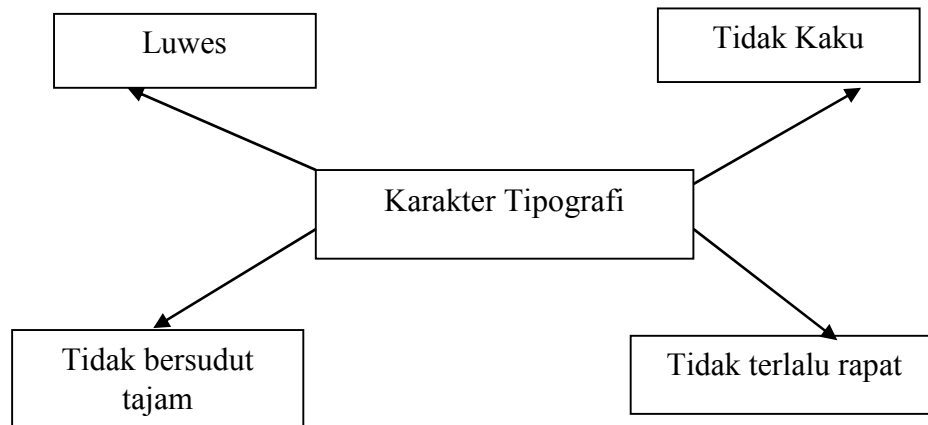 Luwes
Tidak Kaku
Karakter Tipografi
Tidak bersudut
tajam
Tidak terlalu rapat